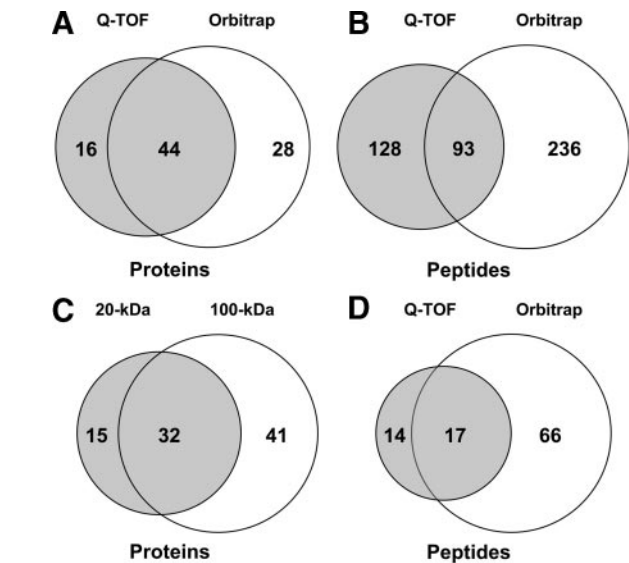 A Q-TOF Orbitrap
16 44 28
Proteins
B Q-TOF Orbitrap
128 93 236
Peptides
C 20-kDa 100-kDa
15 32 41
Proteins
D Q-TOF Orbitrap
14 17 66
Peptides